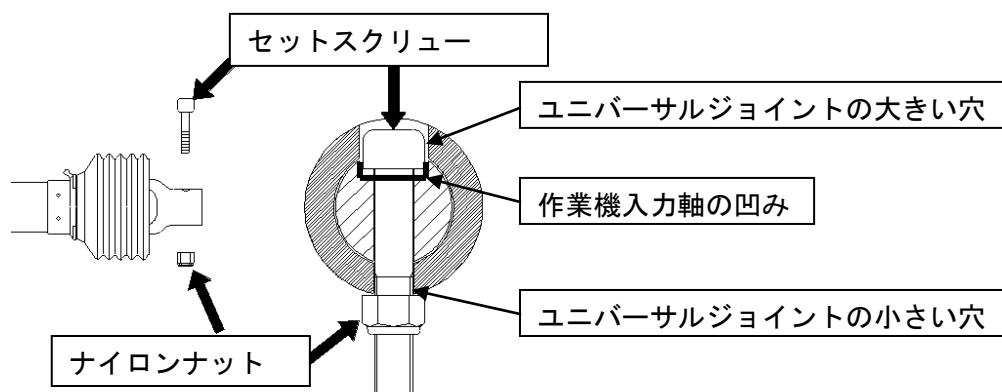 セットスクリュー
ユニバーサルジョイントの大きい穴
作業機入力軸の凹み
ユニバーサルジョイントの小さい穴
ナイロンナット